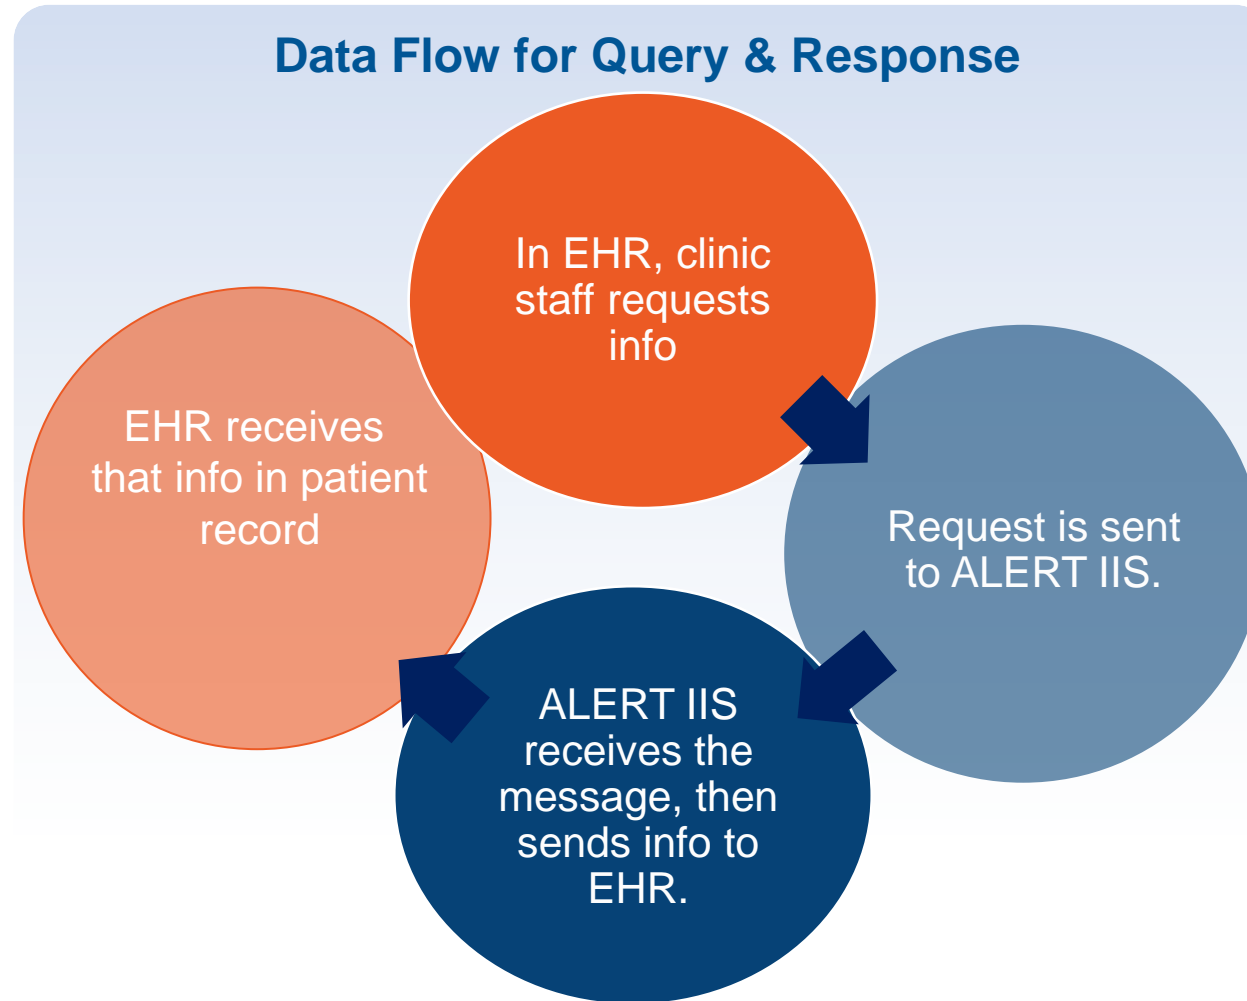 Data Flow for Query & Response
In EHR, clinic
staff requests
info
Request is sent
to ALERT IIS.
ALERT IIS
receives the
message, then
sends info to
EHR.
EHR receives
that info in patient
record